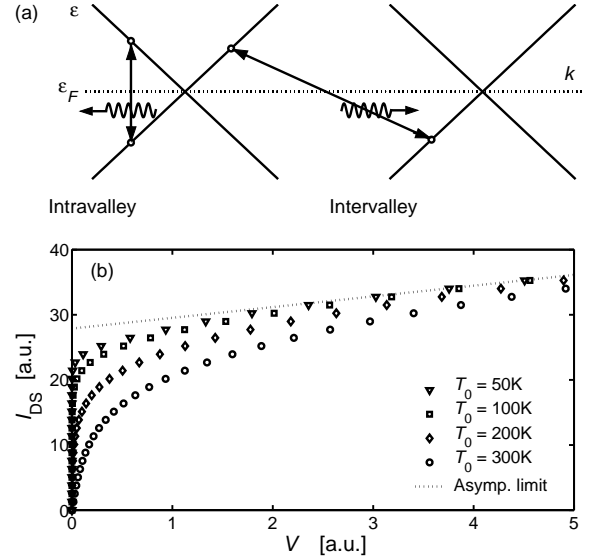 (a)
ε
ε_F
k
Intravalley Intervalley
(b)
40
30
20
10
0
I_DS [a.u.]
T_0 = 50K
T_0 = 100K
T_0 = 200K
T_0 = 300K
Asymp. limit
0 1 2 3 4 5
V [a.u.]